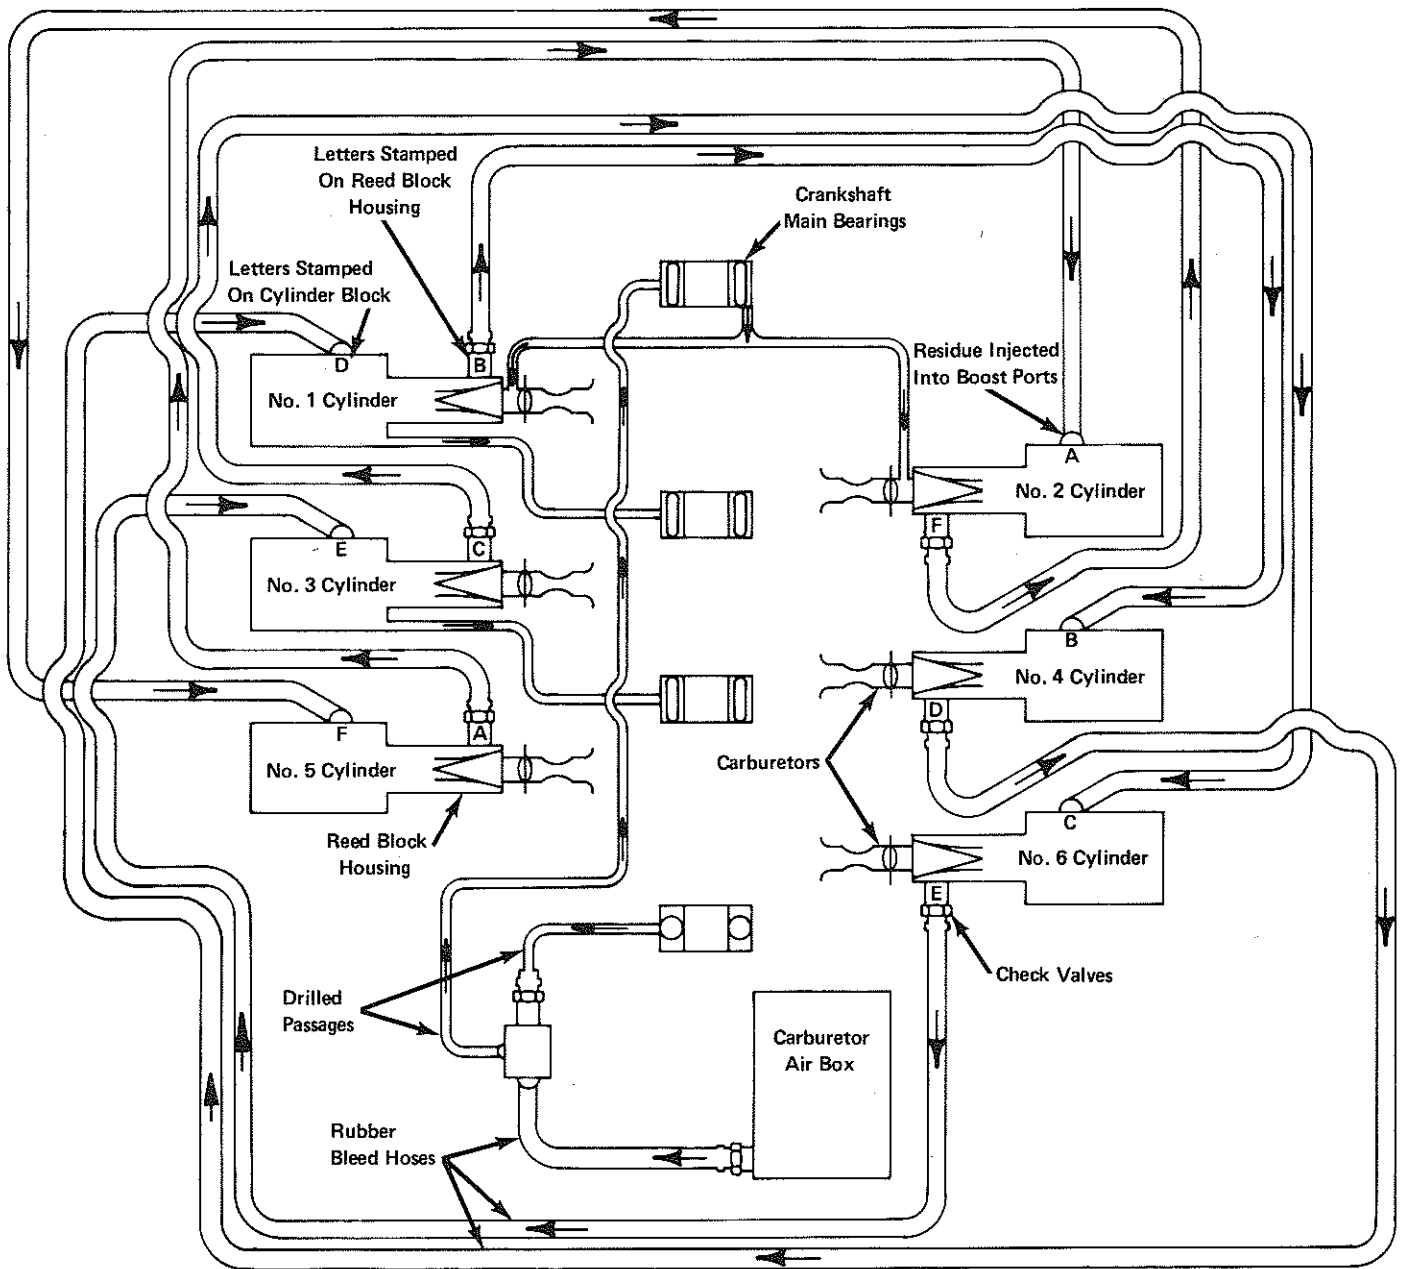 Letters Stamped
On Reed Block
Housing
Crankshaft
Main Bearings
Letters Stamped
On Cylinder Block
D
B
No. 1 Cylinder
Residue Injected
Into Boost Ports
A
No. 2 Cylinder
F
C
E
No. 3 Cylinder
B
No. 4 Cylinder
D
A
F
No. 5 Cylinder
Carburetors
Reed Block
Housing
C
No. 6 Cylinder
E
Check Valves
Drilled
Passages
Carburetor
Air Box
Rubber
Bleed Hoses